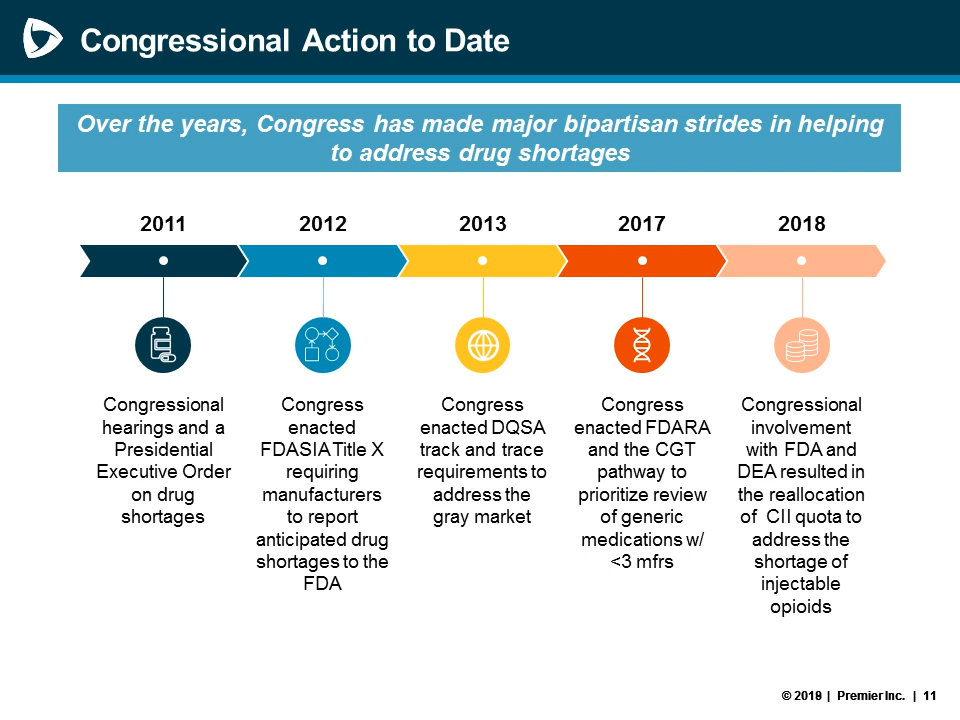 Congressional Action to Date
Over the years, Congress has made major bipartisan strides in helping
to address drug shortages
2011
Congressional
hearings and a
Presidential
Executive Order
on drug
shortages
2012
Congress
enacted
FDASIA Title X
requiring
manufacturers
to report
anticipated drug
shortages to the
FDA
2013
Congress
enacted DQSA
track and trace
requirements to
address the
gray market
2017
Congress
enacted FDARA
and the CGT
pathway to
prioritize review
of generic
medications w/
<3 mfrs
2018
Congressional
involvement
with FDA and
DEA resulted in
the reallocation
of CII quota to
address the
shortage of
injectable
opioids
© | Premier Inc. | 11